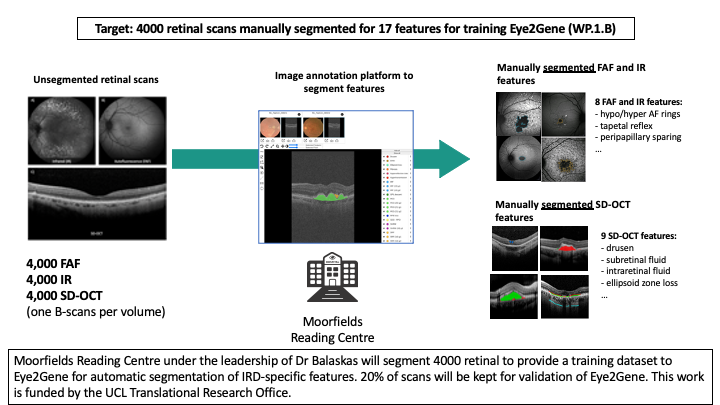 Target: 4000 retinal scans manually segmented for 17 features for training Eye2Gene (WP.1.B)
Unsegmented retinal scans
Image annotation platform to
segment features
Manually segmented FAF and IR
features
8 FAF and IR features:
- hypo/hyper AF rings
- tapetal reflex
- peripapillary sparing
...
Manually segmented SD-OCT
features
9 SD-OCT features:
- drusen
- subretinal fluid
- intraretinal fluid
- ellipsoid zone loss
...
SD-OCT
4,000 FAF
4,000 IR
4,000 SD-OCT
(one B-scans per volume)
HOSPITAL
Moorfields
Reading Centre
Moorfields Reading Centre under the leadership of Dr Balaskas will segment 4000 retinal to provide a training dataset to
Eye2Gene for automatic segmentation of IRD-specific features. 20% of scans will be kept for validation of Eye2Gene. This work
is funded by the UCL Translational Research Office.